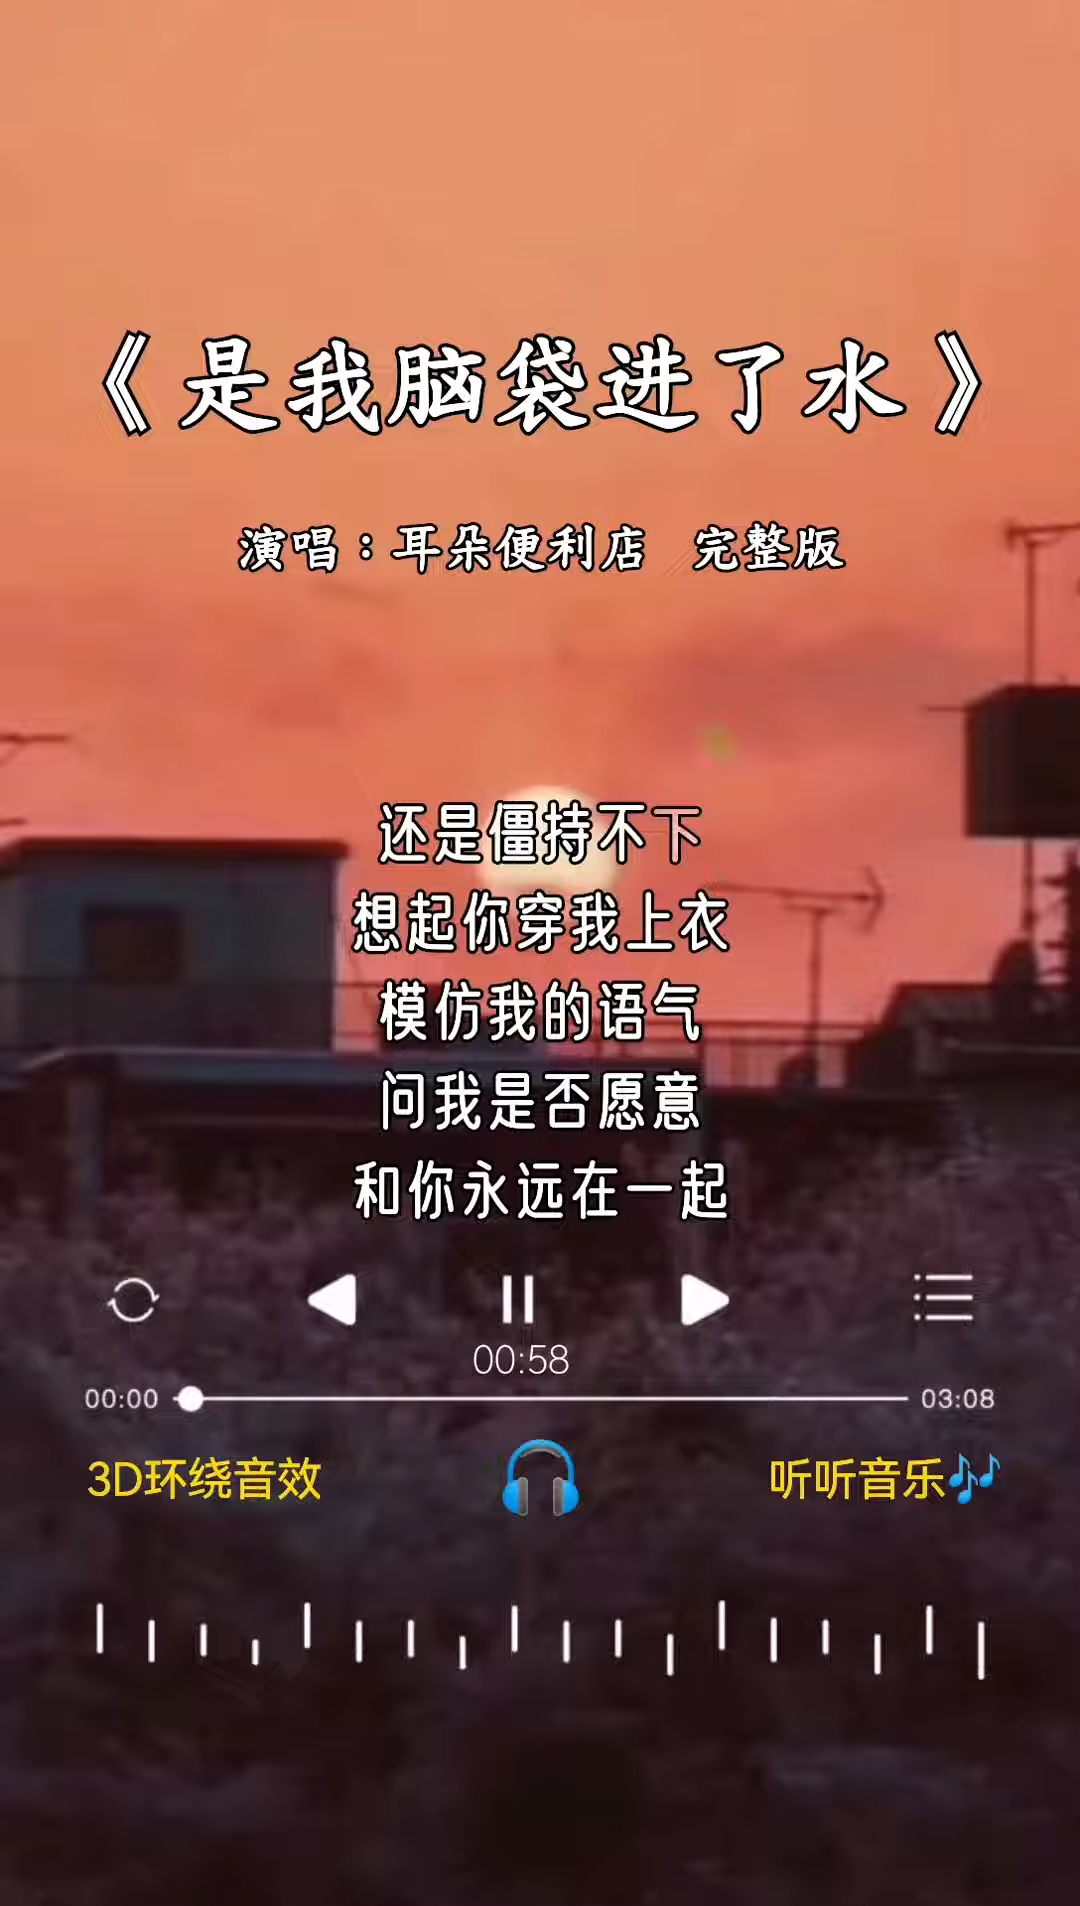 《是我脑袋进了水》
演唱：耳朵便利店 完整版
还是僵持不下
想起你穿我上衣
模仿我的语气
问我是否愿意
和你永远在一起
00:58
00:00 03:08
3D环绕音效 听听音乐